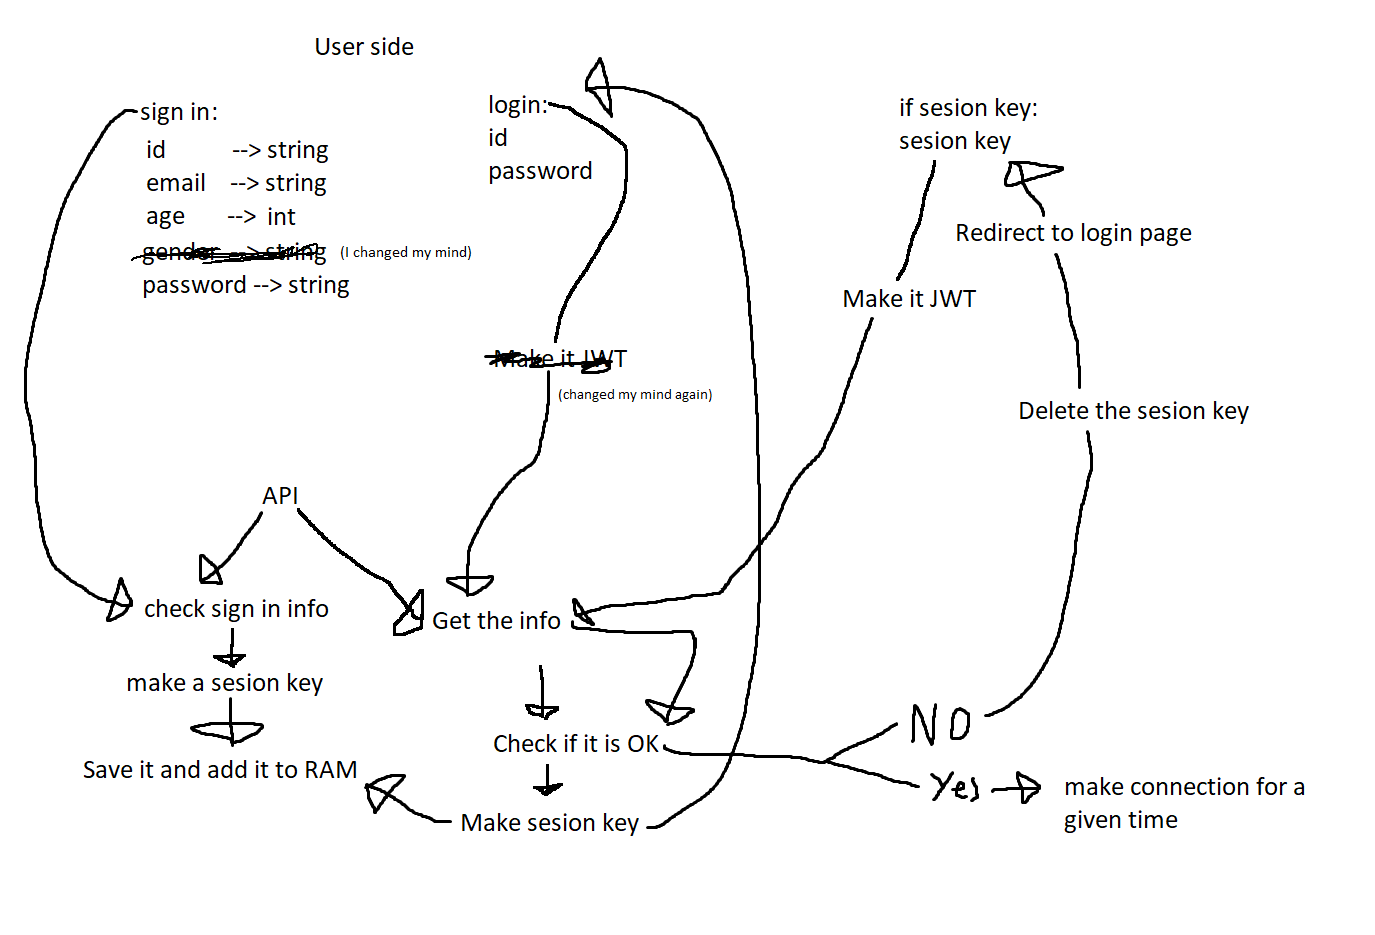 User side
sign in:
id --> string
email --> string
age --> int
gender --> string (I changed my mind)
password --> string
login:
id
password
Make it JWT
(changed my mind again)
if sesion key:
sesion key
Redirect to login page
Make it JWT
Delete the sesion key
API
check sign in info
make a sesion key
Save it and add it to RAM
Get the info
Check if it is OK
Make sesion key
NO
Yes
make connection for a
given time